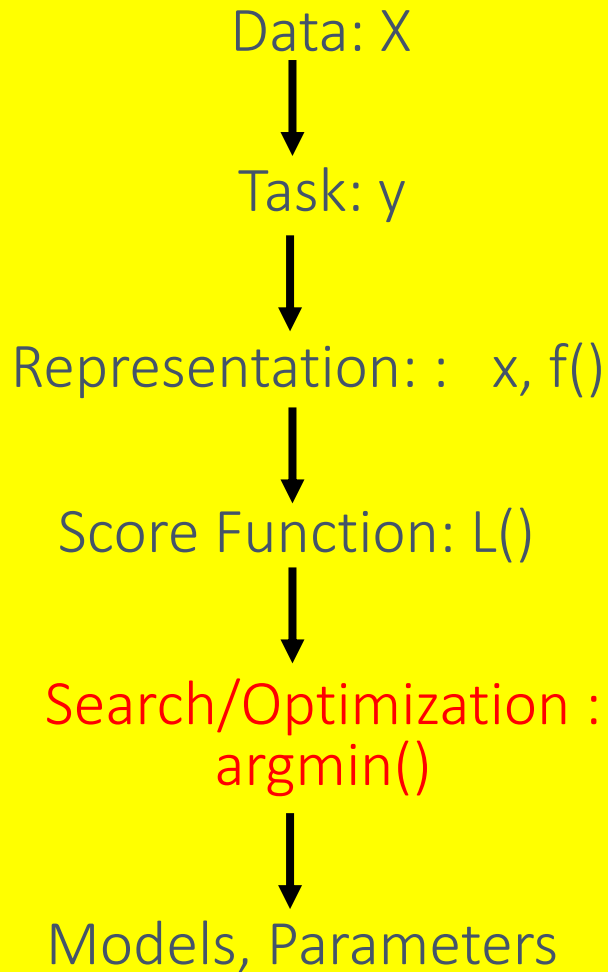 Data: X
Task: y
Representation: :   x, f()
Score Function: L()
Search/Optimization :
argmin()
Models, Parameters